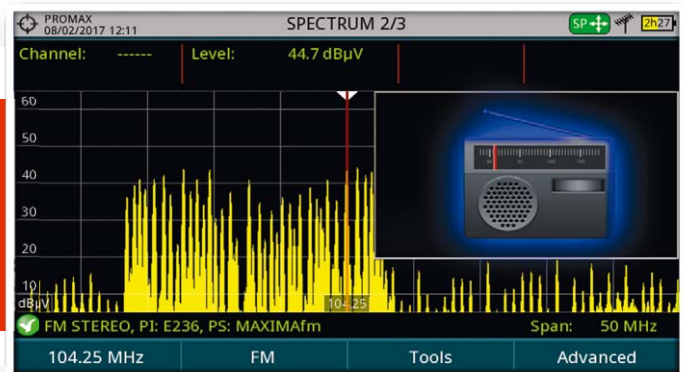 PROMAX
08/02/2017 12:11
SPECTRUM 2/3
SP
2h27
Channel: ------ Level: 44.7 dBµV
60
50
40
30
20
10
dBµV
104.25
FM STEREO, PI: E236, PS: MAXIMAfm
Span: 50 MHz
104.25 MHz
FM
Tools
Advanced